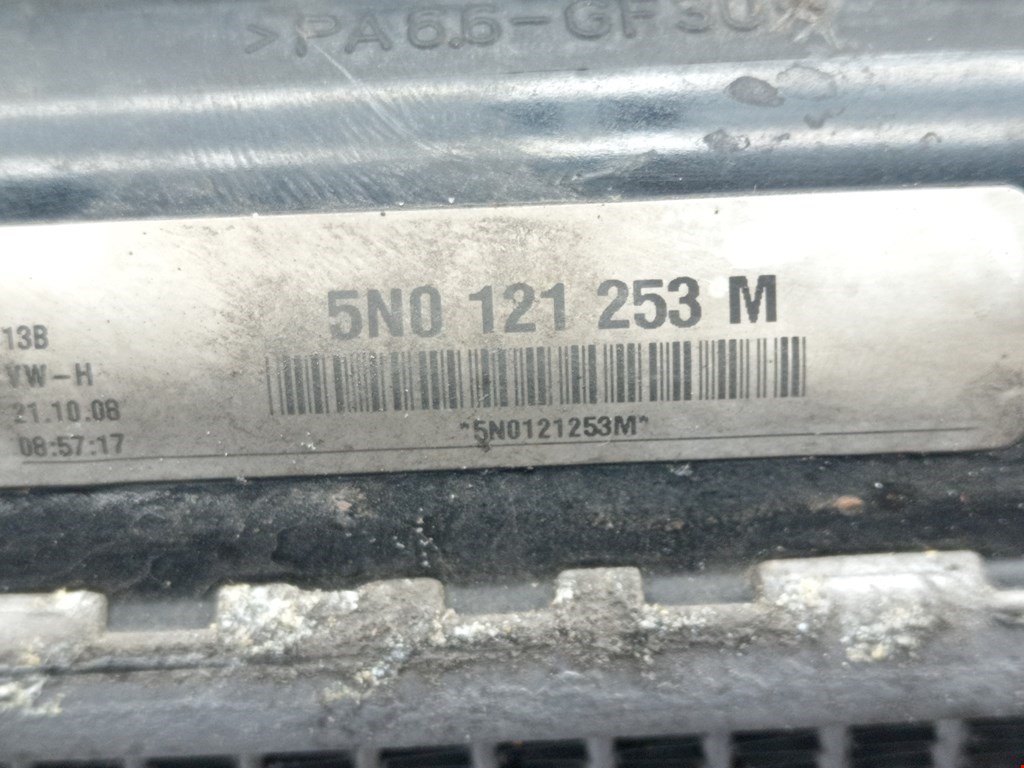 >PA6.6-GF30
5N0 121 253 M
13B
VW-H
21.10.08
08:57:17
*5N0121253M*